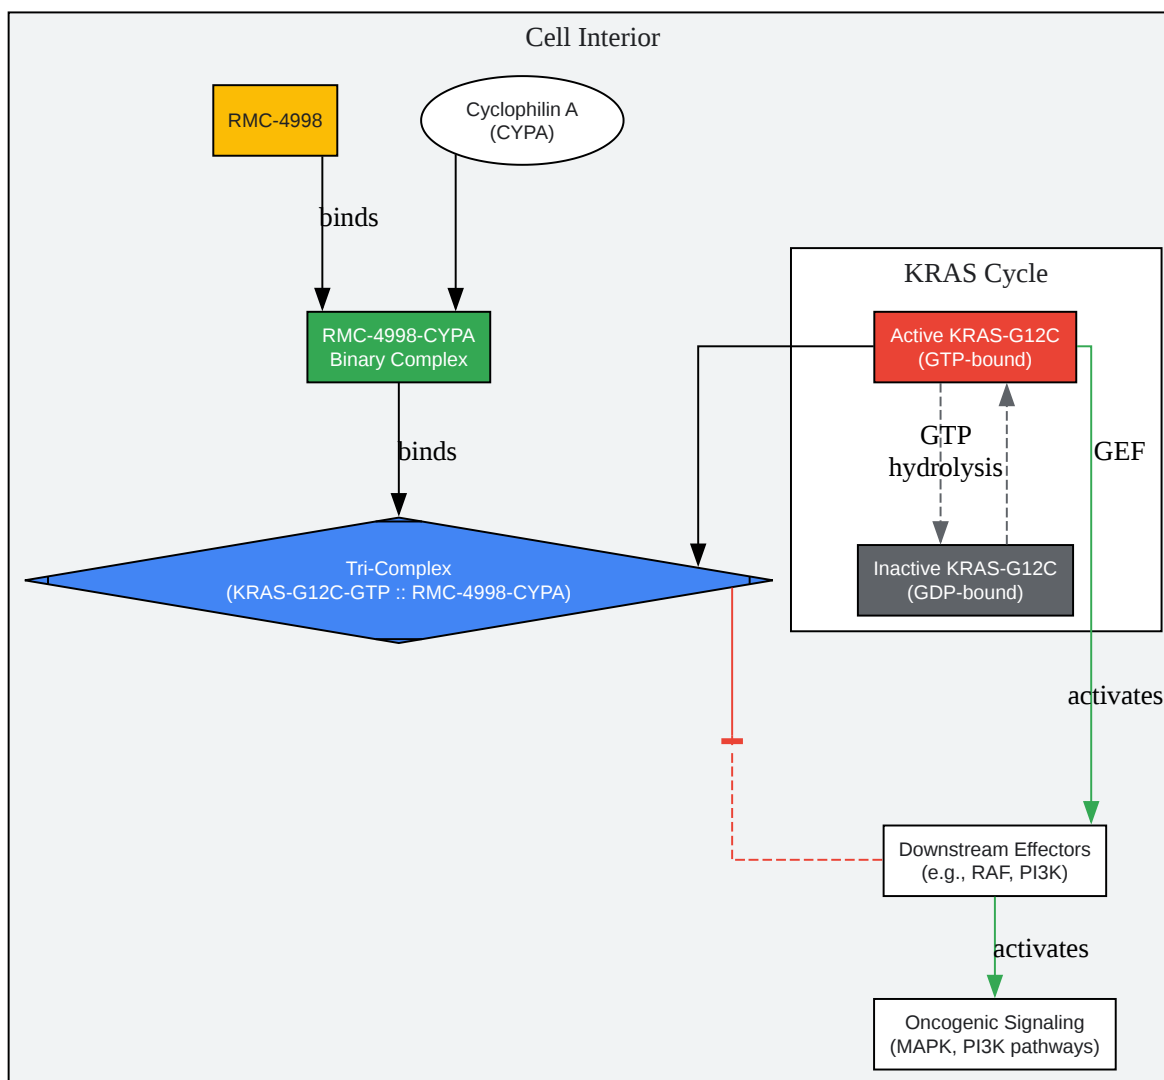 Cell Interior
RMC-4998
Cyclophilin A
(CYPA)
binds
KRAS Cycle
RMC-4998-CYPA
Binary Complex
Active KRAS-G12C
(GTP-bound)
binds
GTP
hydrolysis
GEF
Tri-Complex
(KRAS-G12C-GTP :: RMC-4998-CYPA)
Inactive KRAS-G12C
(GDP-bound)
activates
Downstream Effectors
(e.g., RAF, PI3K)
activates
Oncogenic Signaling
(MAPK, PI3K pathways)